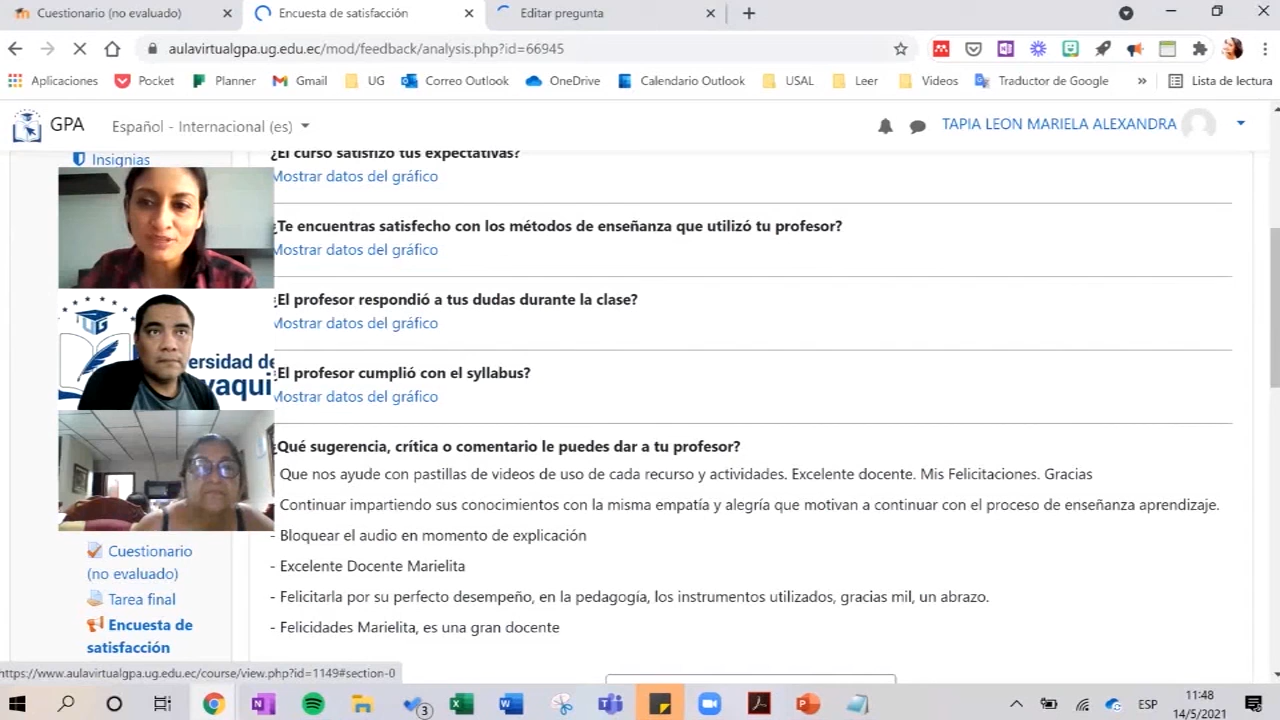 Cuestionario (no evaluado)
Encuesta de satisfacción
Editar pregunta
aulavirtualgpa.ug.edu.ec/mod/feedback/analysis.php?id=66945
Aplicaciones
Pocket
Planner
Gmail
UG
Correo Outlook
OneDrive
Calendario Outlook
USAL
Leer
Videos
Traductor de Google
»
Lista de lectura
GPA
Español - Internacional (es)
TAPIA LEON MARIELA ALEXANDRA
Insignias
¿El curso satisfizo tus expectativas?
Mostrar datos del gráfico
¿Te encuentras satisfecho con los métodos de enseñanza que utilizó tu profesor?
Mostrar datos del gráfico
¿El profesor respondió a tus dudas durante la clase?
Mostrar datos del gráfico
UG
ersidad de
yaqui
¿El profesor cumplió con el syllabus?
Mostrar datos del gráfico
¿Qué sugerencia, crítica o comentario le puedes dar a tu profesor?
Que nos ayude con pastillas de videos de uso de cada recurso y actividades. Excelente docente. Mis Felicitaciones. Gracias
Continuar impartiendo sus conocimientos con la misma empatía y alegría que motivan a continuar con el proceso de enseñanza aprendizaje.
- Bloquear el audio en momento de explicación
- Excelente Docente Marielita
- Felicitarla por su perfecto desempeño, en la pedagogía, los instrumentos utilizados, gracias mil, un abrazo.
- Felicidades Marielita, es una gran docente
Cuestionario
(no evaluado)
Tarea final
Encuesta de
satisfacción
https://www.aulavirtualgpa.ug.edu.ec/course/view.php?id=1149#section-0
3
ESP
11:48
14/5/2021